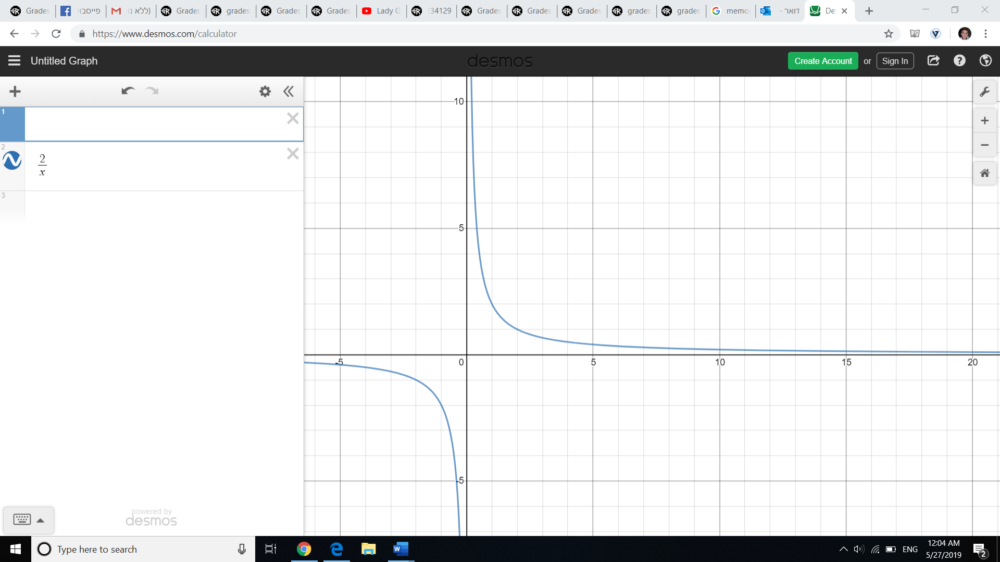 Grades
פייסבוק
(ללא נו
Grades
grades
Grades
Grades
Lady G
234129
Grades
Grades
Grades
grades
grades
memo
דואר -
De
https://www.desmos.com/calculator
Untitled Graph
desmos
Create Account or Sign In
1
2
2
x
3
powered by
desmos
10
5
-5
-5
0
5
10
15
20
Type here to search
ENG
12:04 AM
5/27/2019
2